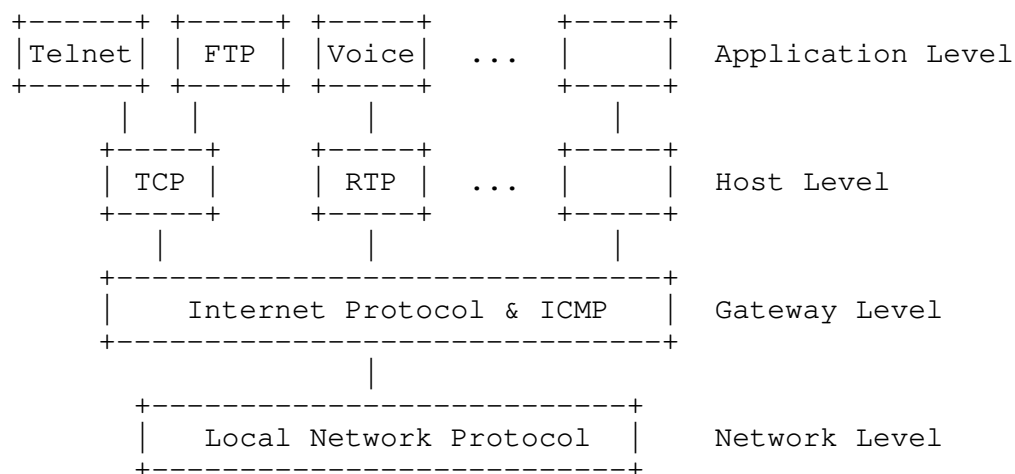 Telnet FTP Voice ... Application Level
TCP RTP ... Host Level
Internet Protocol & ICMP Gateway Level
Local Network Protocol Network Level